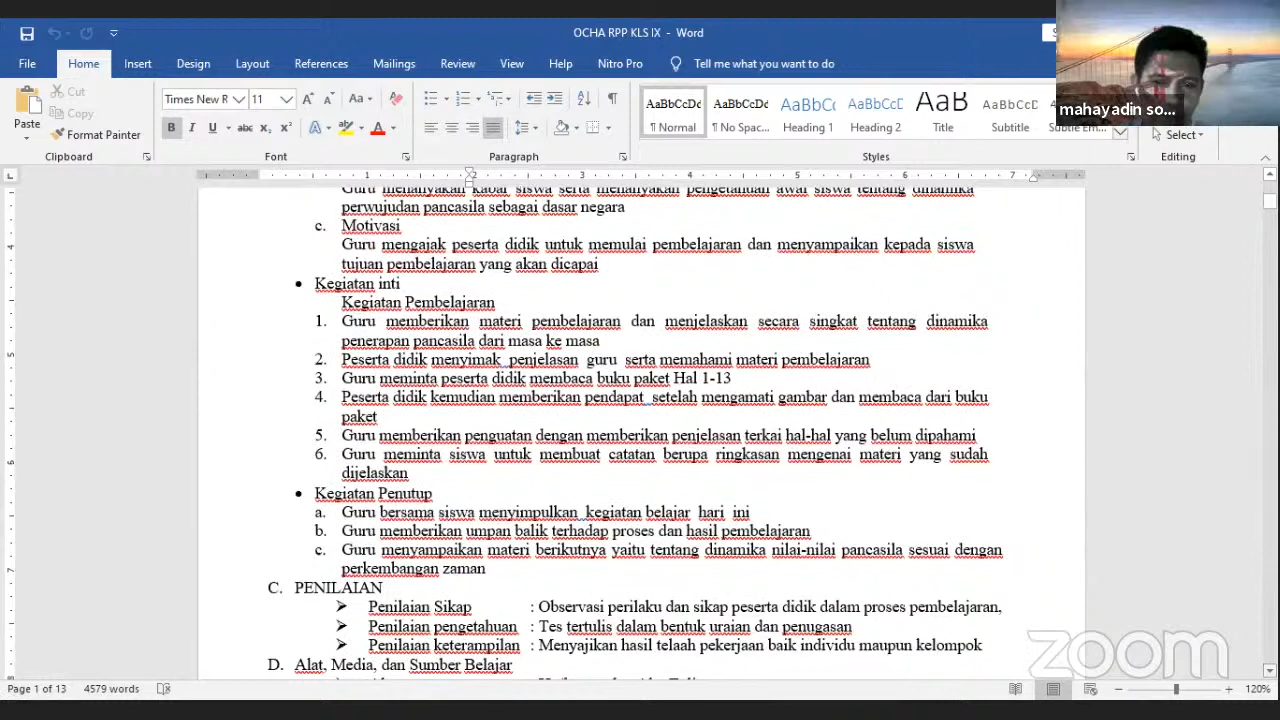 OCHA RPP KLS IX - Word
File Home Insert Design Layout References Mailings Review View Help Nitro Pro Tell me what you want to do
mahayadin so...
Paste
Cut
Copy
Format Painter
Clipboard
Times New R 11
Font
Paragraph
AaBbCcDc AaBbCcDc AaBbCc AaBbCcD AaB AaBbCcD
¶ Normal ¶ No Spac... Heading 1 Heading 2 Title Subtitle
Styles
Select
Editing
1 2 3 4 5 6 7
Guru menanyakan kabar siswa serta menanyakan pengetahuan awal siswa tentang dinamika
perwujudan pancasila sebagai dasar negara
c. Motivasi
Guru mengajak peserta didik untuk memulai pembelajaran dan menyampaikan kepada siswa
tujuan pembelajaran yang akan dicapai
• Kegiatan inti
Kegiatan Pembelajaran
1. Guru memberikan materi pembelajaran dan menjelaskan secara singkat tentang dinamika
penerapan pancasila dari masa ke masa
2. Peserta didik menyimak penjelasan guru serta memahami materi pembelajaran
3. Guru meminta peserta didik membaca buku paket Hal 1-13
4. Peserta didik kemudian memberikan pendapat setelah mengamati gambar dan membaca dari buku
paket
5. Guru memberikan penguatan dengan memberikan penjelasan terkai hal-hal yang belum dipahami
6. Guru meminta siswa untuk membuat catatan berupa ringkasan mengenai materi yang sudah
dijelaskan
• Kegiatan Penutup
a. Guru bersama siswa menyimpulkan kegiatan belajar hari ini
b. Guru memberikan umpan balik terhadap proses dan hasil pembelajaran
c. Guru menyampaikan materi berikutnya yaitu tentang dinamika nilai-nilai pancasila sesuai dengan
perkembangan zaman
C. PENILAIAN
➢ Penilaian Sikap : Observasi perilaku dan sikap peserta didik dalam proses pembelajaran,
➢ Penilaian pengetahuan : Tes tertulis dalam bentuk uraian dan penugasan
➢ Penilaian keterampilan : Menyajikan hasil telaah pekerjaan baik individu maupun kelompok
D. Alat, Media, dan Sumber Belajar
zoom
Page 1 of 13 4579 words 120%